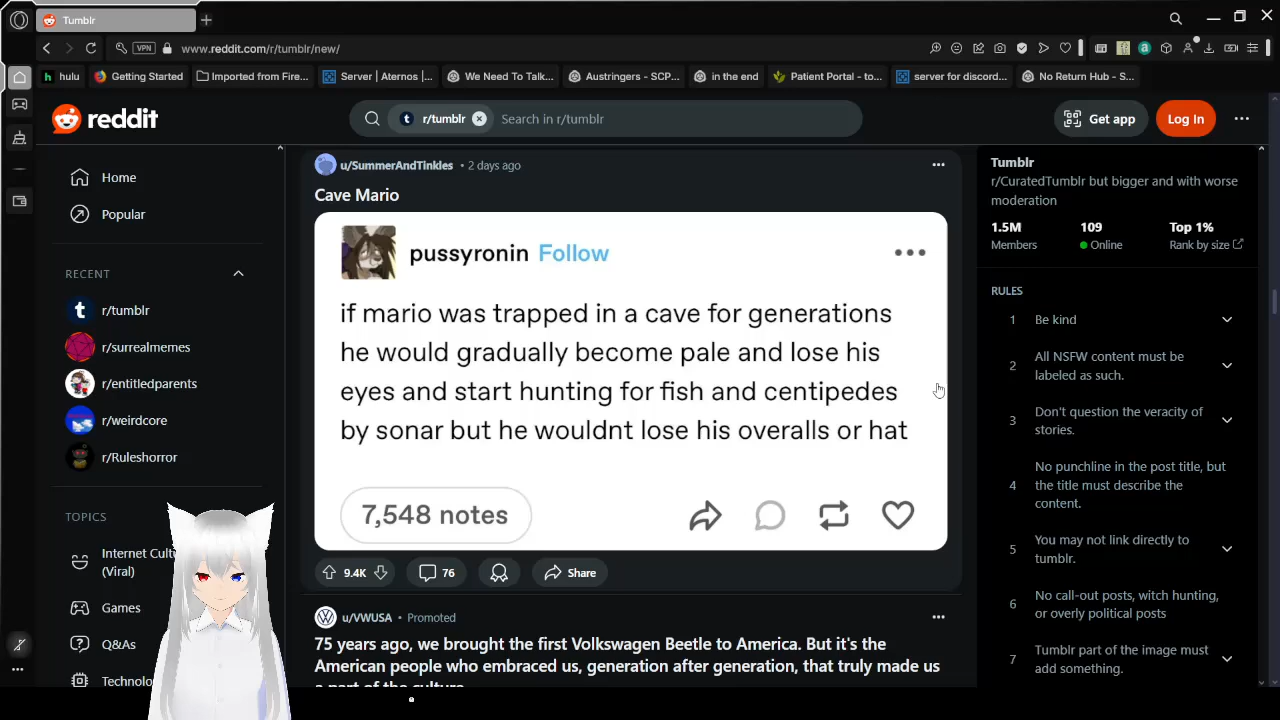 Tumblr
VPN
www.reddit.com/r/tumblr/new/
hulu
Getting Started
Imported from Fire...
Server | Aternos |...
We Need To Talk...
Austringers - SCP...
in the end
Patient Portal - to...
server for discord...
No Return Hub - S...
reddit
r/tumblr
Search in r/tumblr
Get app
Log In
Home
Popular
RECENT
r/tumblr
r/surrealmemes
r/entitledparents
r/weirdcore
r/Ruleshorror
TOPICS
Internet Cult
(Viral)
Games
Q&As
Technolo
u/SummerAndTinkles • 2 days ago
Cave Mario
pussyronin Follow
if mario was trapped in a cave for generations
he would gradually become pale and lose his
eyes and start hunting for fish and centipedes
by sonar but he wouldnt lose his overalls or hat
7,548 notes
9.4K
76
Share
u/VWUSA • Promoted
75 years ago, we brought the first Volkswagen Beetle to America. But it's the
American people who embraced us, generation after generation, that truly made us
a part of the culture
Tumblr
r/CuratedTumblr but bigger and with worse
moderation
1.5M
Members
109
Online
Top 1%
Rank by size
RULES
1 Be kind
2 All NSFW content must be
labeled as such.
3 Don't question the veracity of
stories.
4 No punchline in the post title, but
the title must describe the
content.
5 You may not link directly to
tumblr.
6 No call-out posts, witch hunting,
or overly political posts
7 Tumblr part of the image must
add something.